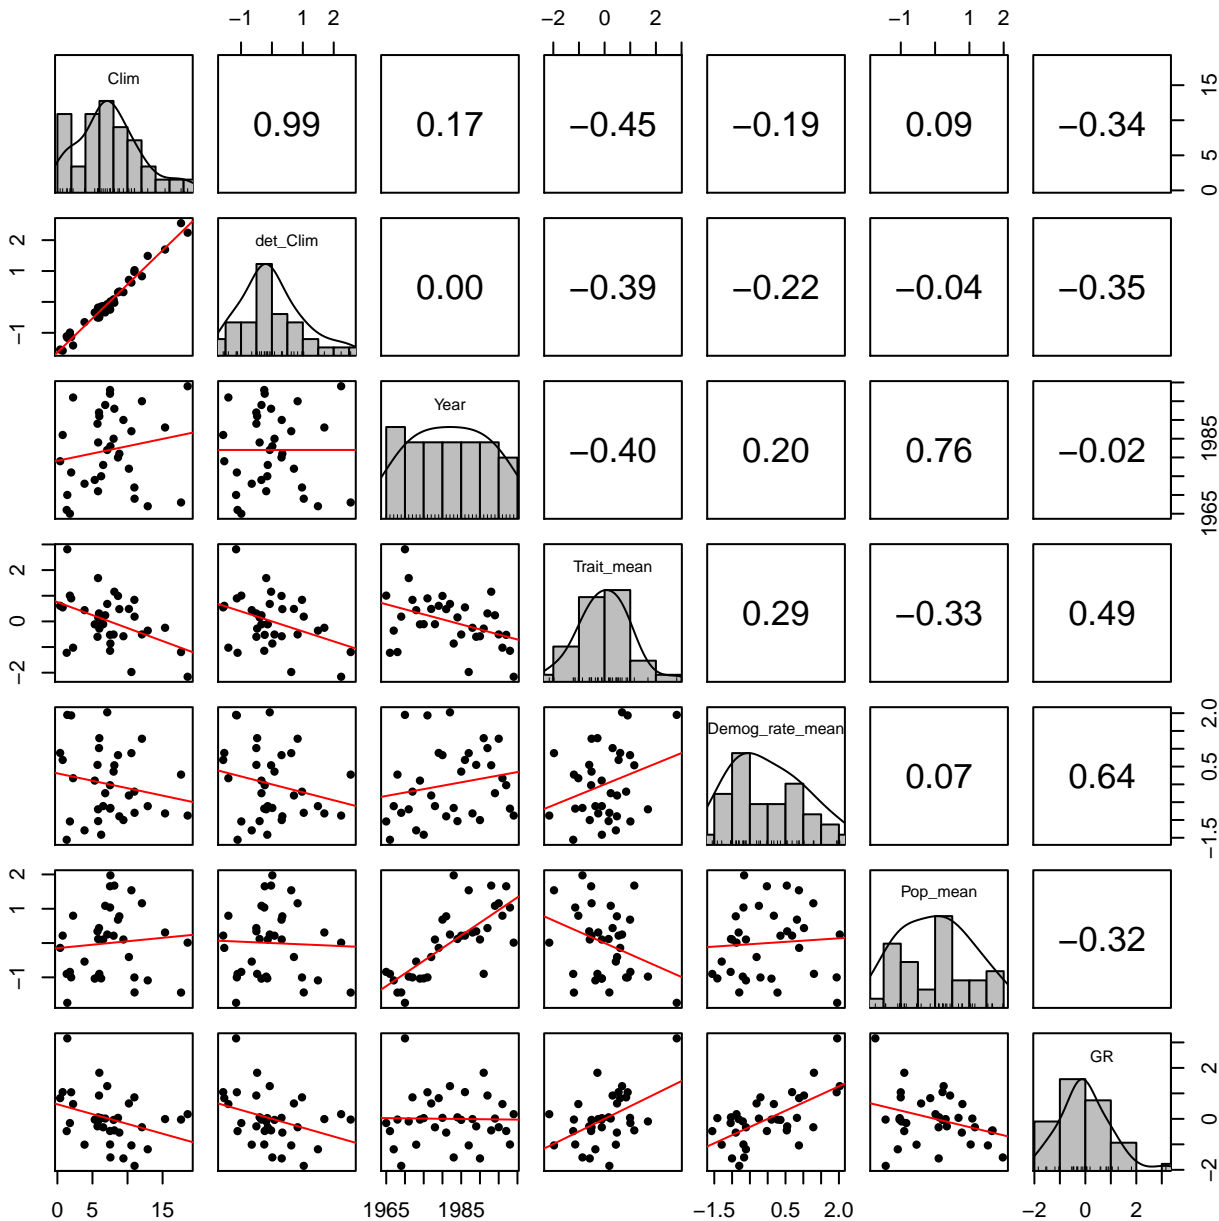 −1 1 2 −2 0 2 −1 1 2
Clim 0.99 0.17 −0.45 −0.19 0.09 −0.34 0 5 15
−1 1 2 det_Clim 0.00 −0.39 −0.22 −0.04 −0.35
Year −0.40 0.20 0.76 −0.02 1965 1985
−2 0 2 Trait_mean 0.29 −0.33 0.49
Demog_rate_mean 0.07 0.64 −1.5 0.5 2.0
−1 1 2 Pop_mean −0.32
GR −2 0 2
0 5 15 1965 1985 −1.5 0.5 2.0 −2 0 2